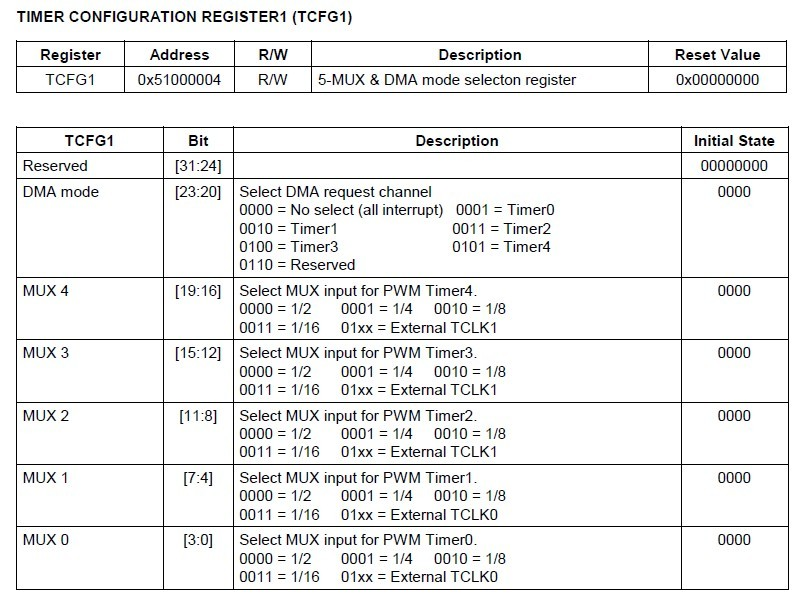 TIMER CONFIGURATION REGISTER1 (TCFG1)
Register Address R/W Description Reset Value
TCFG1 0x51000004 R/W 5-MUX & DMA mode selecton register 0x00000000
TCFG1 Bit Description Initial State
Reserved [31:24] 00000000
DMA mode [23:20] Select DMA request channel 0000
0000 = No select (all interrupt) 0001 = Timer0
0010 = Timer1 0011 = Timer2
0100 = Timer3 0101 = Timer4
0110 = Reserved
MUX 4 [19:16] Select MUX input for PWM Timer4. 0000
0000 = 1/2 0001 = 1/4 0010 = 1/8
0011 = 1/16 01xx = External TCLK1
MUX 3 [15:12] Select MUX input for PWM Timer3. 0000
0000 = 1/2 0001 = 1/4 0010 = 1/8
0011 = 1/16 01xx = External TCLK1
MUX 2 [11:8] Select MUX input for PWM Timer2. 0000
0000 = 1/2 0001 = 1/4 0010 = 1/8
0011 = 1/16 01xx = External TCLK1
MUX 1 [7:4] Select MUX input for PWM Timer1. 0000
0000 = 1/2 0001 = 1/4 0010 = 1/8
0011 = 1/16 01xx = External TCLK0
MUX 0 [3:0] Select MUX input for PWM Timer0. 0000
0000 = 1/2 0001 = 1/4 0010 = 1/8
0011 = 1/16 01xx = External TCLK0